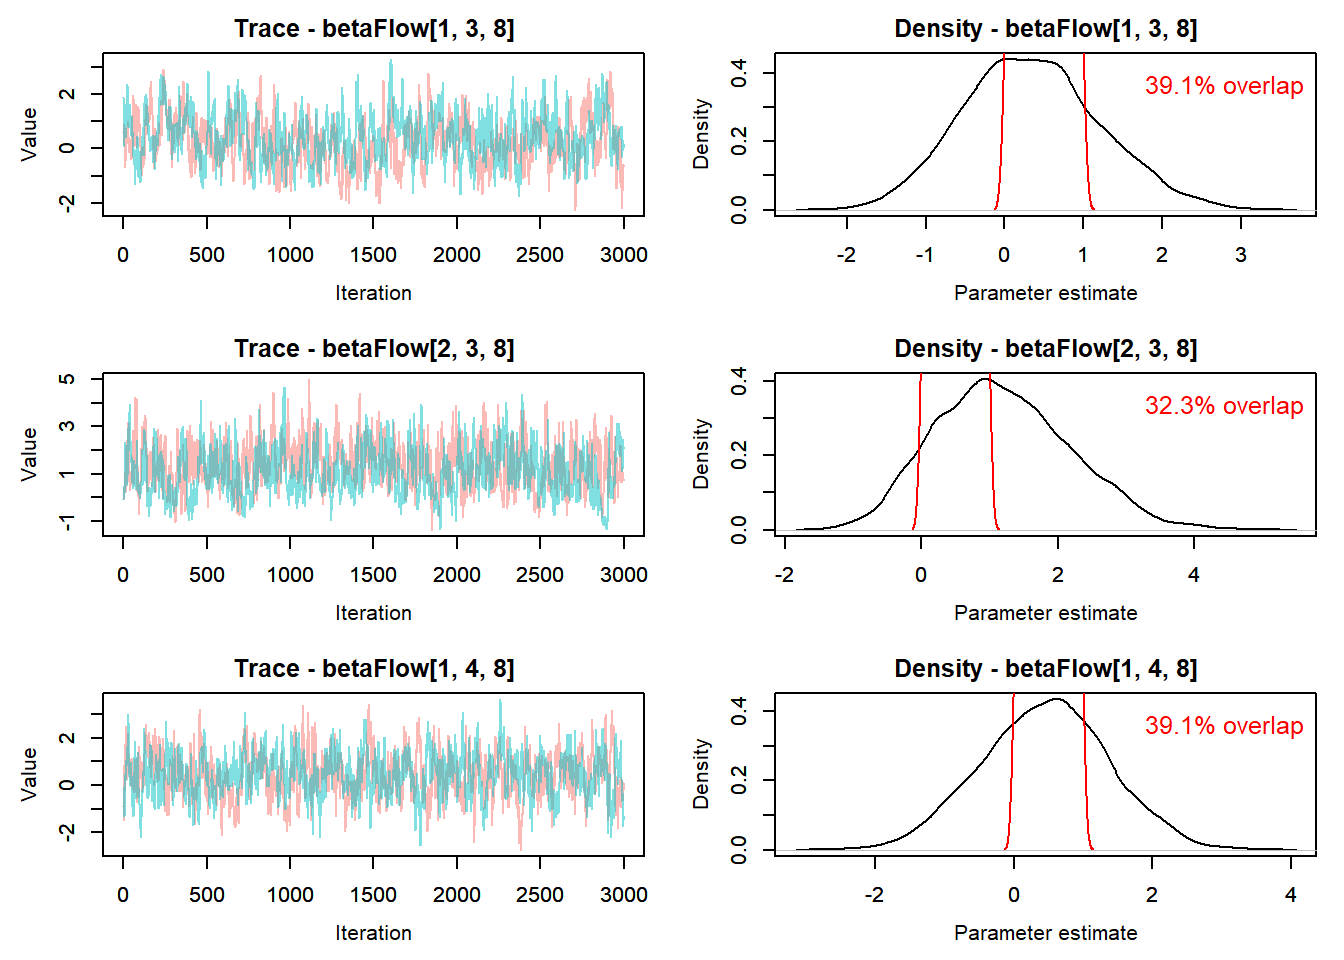 Trace - betaFlow[1, 3, 8]
Value
-2 0 2
0 500 1000 1500 2000 2500 3000
Iteration
Density - betaFlow[1, 3, 8]
39.1% overlap
Density
0.0 0.2 0.4
-2 -1 0 1 2 3
Parameter estimate
Trace - betaFlow[2, 3, 8]
Value
-1 1 3 5
0 500 1000 1500 2000 2500 3000
Iteration
Density - betaFlow[2, 3, 8]
32.3% overlap
Density
0.0 0.2 0.4
-2 0 2 4
Parameter estimate
Trace - betaFlow[1, 4, 8]
Value
-2 0 2
0 500 1000 1500 2000 2500 3000
Iteration
Density - betaFlow[1, 4, 8]
39.1% overlap
Density
0.0 0.2 0.4
-2 0 2 4
Parameter estimate